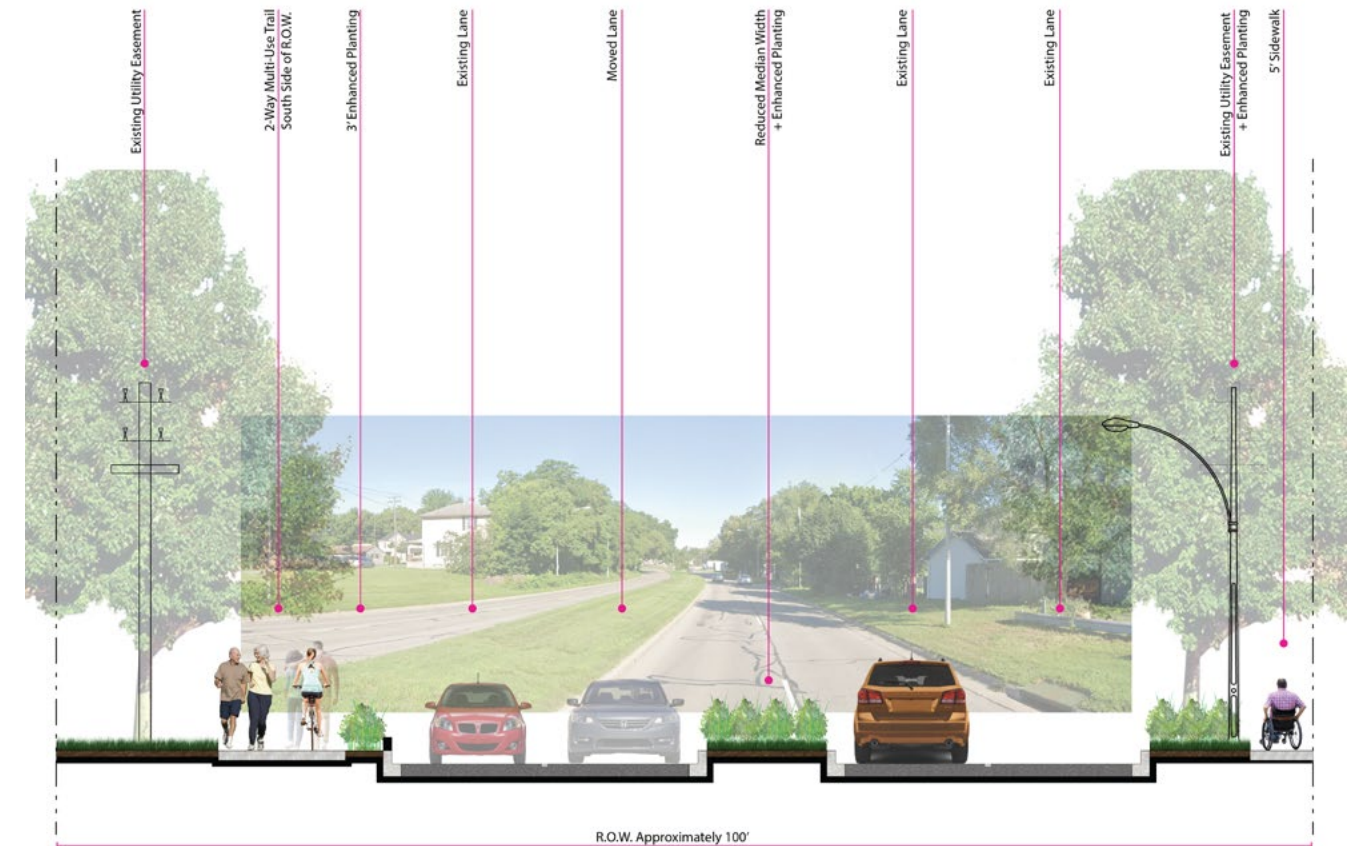 Existing Utility Easement
2-Way Multi-Use Trail
South Side of R.O.W.
3' Enhanced Planting
Existing Lane
Moved Lane
Reduced Median Width
+ Enhanced Planting
Existing Lane
Existing Lane
Existing Utility Easement
+ Enhanced Planting
5' Sidewalk
R.O.W. Approximately 100'